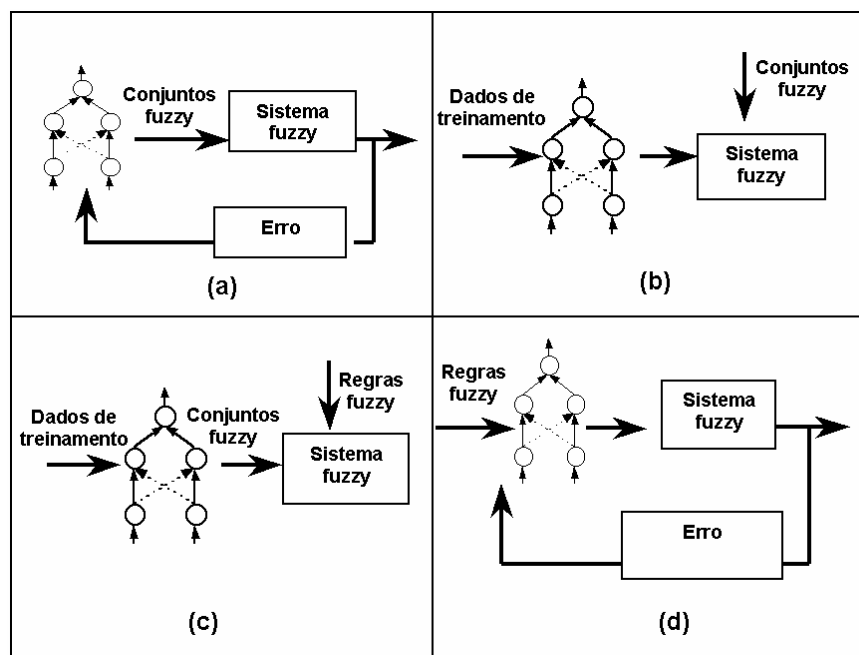 Conjuntos
fuzzy
Sistema
fuzzy
Erro
(a)
Dados de
treinamento
Conjuntos
fuzzy
Sistema
fuzzy
(b)
Dados de
treinamento
Conjuntos
fuzzy
Regras
fuzzy
Sistema
fuzzy
(c)
Regras
fuzzy
Sistema
fuzzy
Erro
(d)